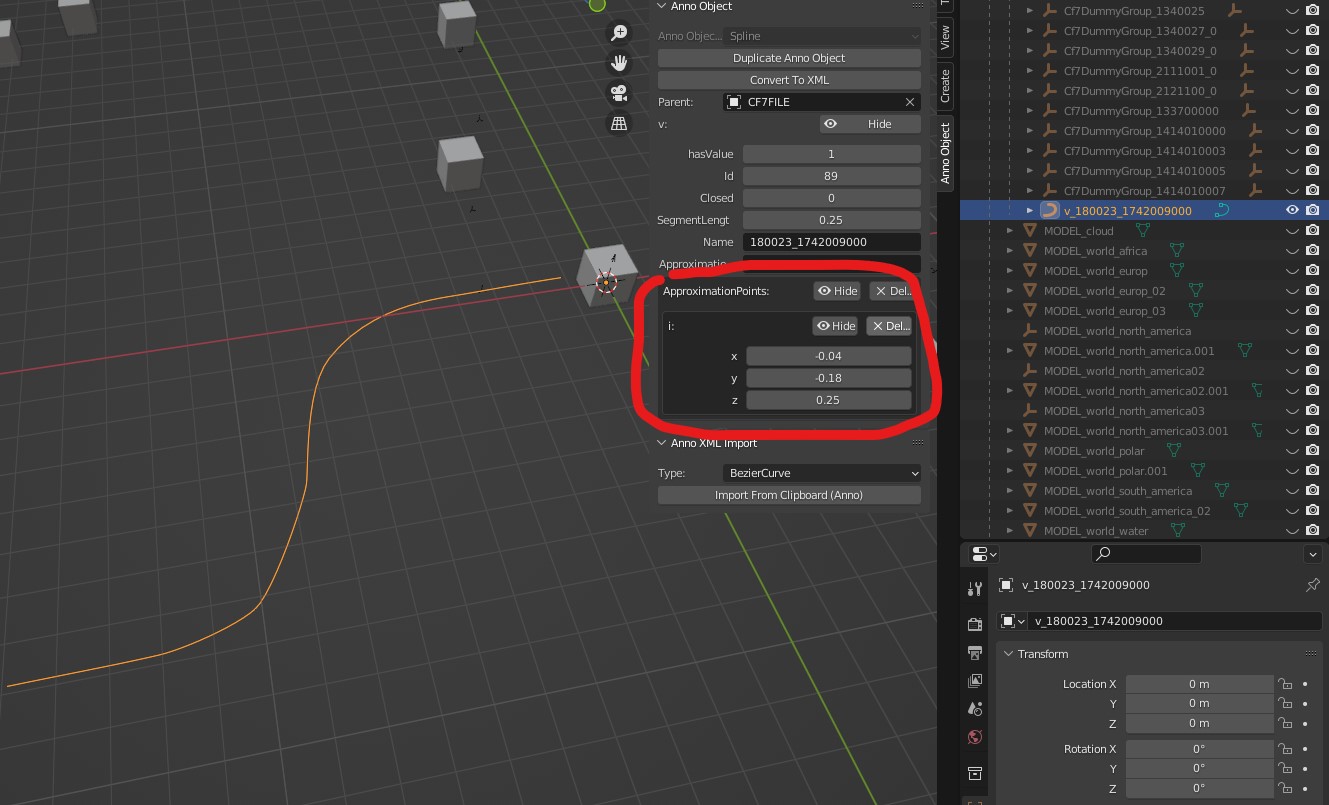 Anno Object
Anno Objec... Spline
Duplicate Anno Object
Convert To XML
Parent: CF7FILE
v: Hide
hasValue 1
Id 89
Closed 0
SegmentLengt 0.25
Name 180023_1742009000
Approximatio
ApproximationPoints: Hide Del...
i: Hide Del...
x -0.04
y -0.18
z 0.25
Anno XML Import
Type: BezierCurve
Import From Clipboard (Anno)
View
Create
Anno Object
Cf7DummyGroup_1340025
Cf7DummyGroup_1340027_0
Cf7DummyGroup_1340029_0
Cf7DummyGroup_2111001_0
Cf7DummyGroup_2121100_0
Cf7DummyGroup_133700000
Cf7DummyGroup_1414010000
Cf7DummyGroup_1414010003
Cf7DummyGroup_1414010005
Cf7DummyGroup_1414010007
v_180023_1742009000
MODEL_cloud
MODEL_world_africa
MODEL_world_europ
MODEL_world_europ_02
MODEL_world_europ_03
MODEL_world_north_america
MODEL_world_north_america.001
MODEL_world_north_america02
MODEL_world_north_america02.001
MODEL_world_north_america03
MODEL_world_north_america03.001
MODEL_world_polar
MODEL_world_polar.001
MODEL_world_south_america
MODEL_world_south_america_02
MODEL_world_water
v_180023_1742009000
v_180023_1742009000
Transform
Location X 0 m
Y 0 m
Z 0 m
Rotation X 0°
Y 0°
Z 0°